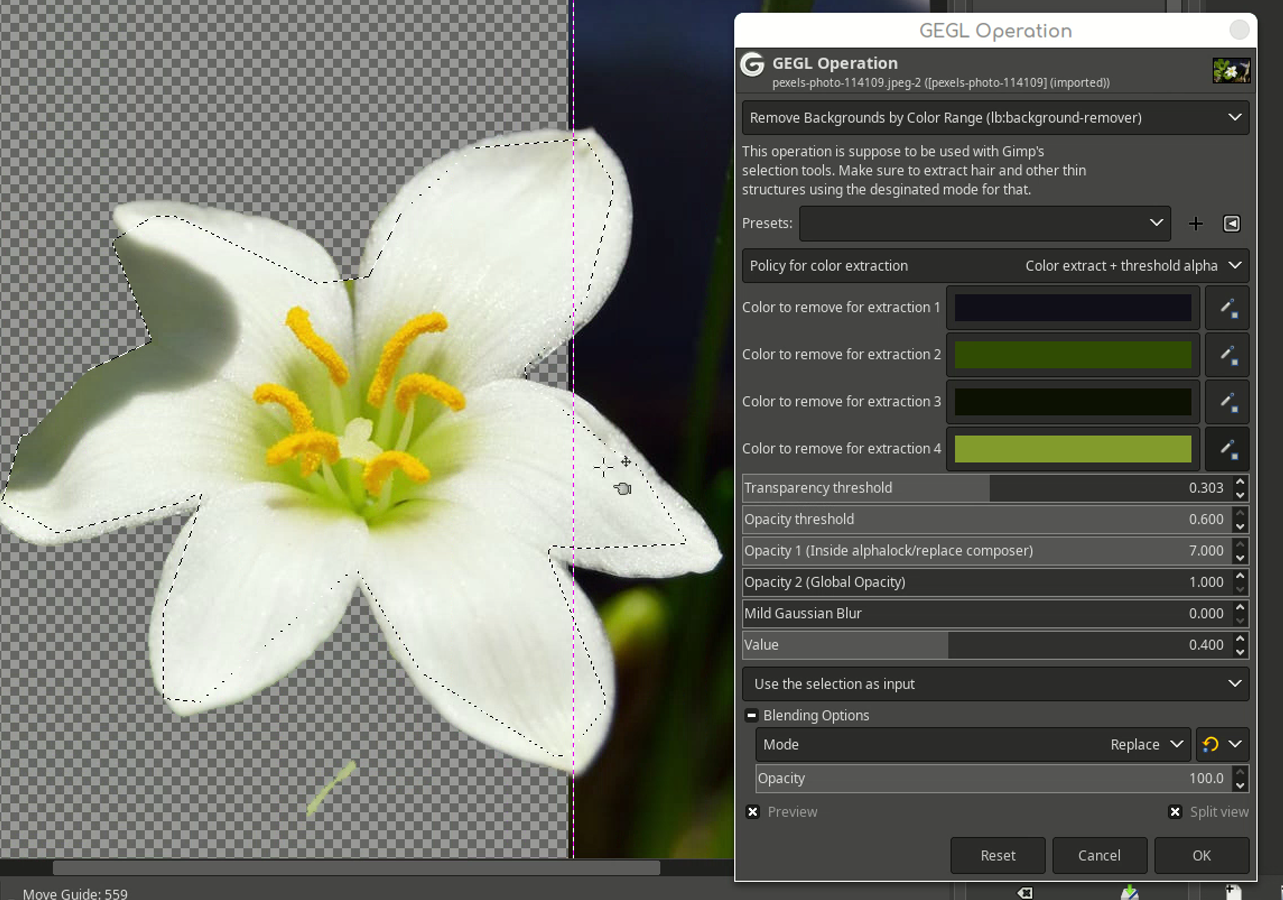 GEGL Operation
GEGL Operation
pexels-photo-114109.jpeg-2 ([pexels-photo-114109] (imported))
Remove Backgrounds by Color Range (lb:background-remover)
This operation is suppose to be used with Gimp's
selection tools. Make sure to extract hair and other thin
structures using the desginated mode for that.
Presets:
Policy for color extraction Color extract + threshold alpha
Color to remove for extraction 1
Color to remove for extraction 2
Color to remove for extraction 3
Color to remove for extraction 4
Transparency threshold 0.303
Opacity threshold 0.600
Opacity 1 (Inside alphalock/replace composer) 7.000
Opacity 2 (Global Opacity) 1.000
Mild Gaussian Blur 0.000
Value 0.400
Use the selection as input
Blending Options
Mode Replace
Opacity 100.0
Preview Split view
Reset Cancel OK
Move Guide: 559